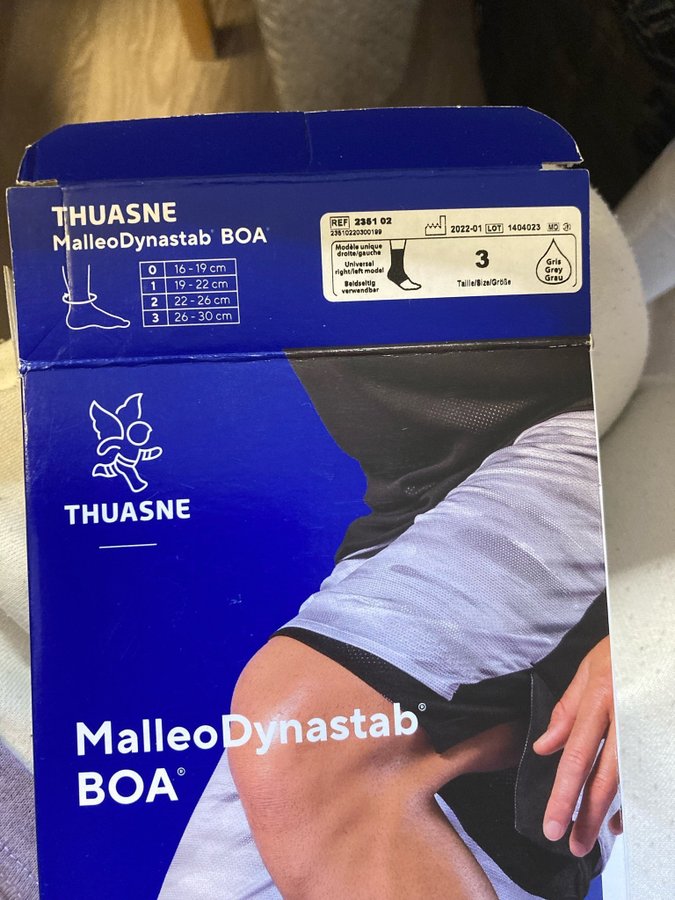 THUASNE
MalleoDynastab® BOA®
0 16 - 19 cm
1 19 - 22 cm
2 22 - 26 cm
3 26 - 30 cm
REF 2351 02
23510220300199
2022-01 LOT 1404023 MD
Modèle unique
droite/gauche
Universal
right/left model
Beidseitig
verwendbar
3
Taille/Size/Größe
Gris
Grey
Grau
THUASNE
MalleoDynastab®
BOA®